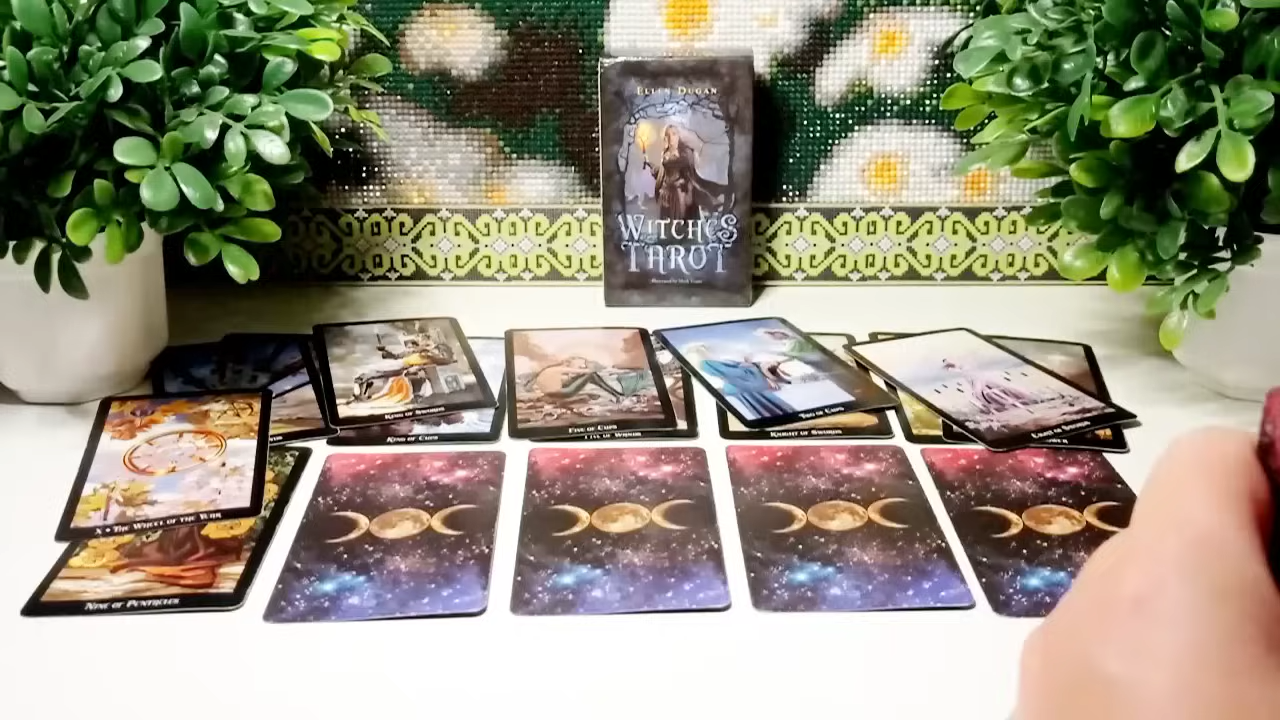 ELLEN DUGAN
WITCHES
TAROT
KING OF SWORDS
KING OF CUPS
FIVE OF CUPS
TWO OF CUPS
KNIGHT OF SWORDS
X • THE WHEEL OF THE YEAR
NINE OF PENTACLES